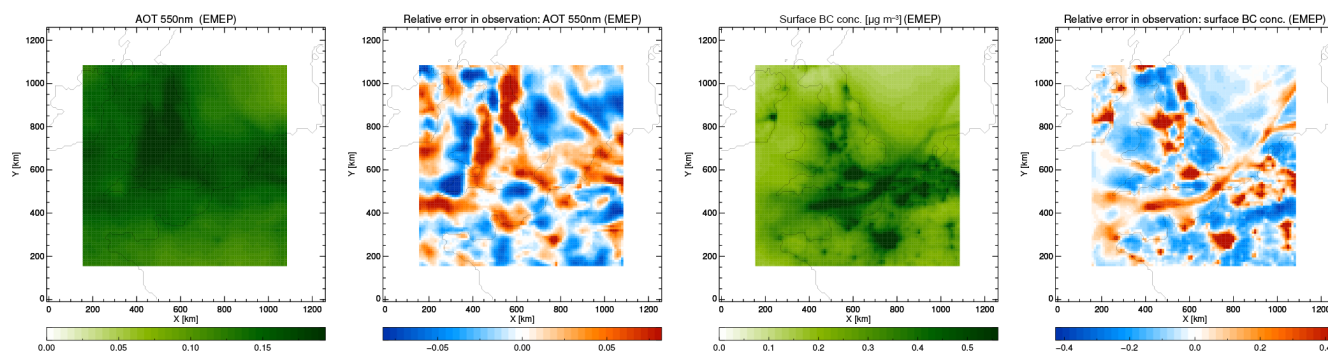 AOT 550nm (EMEP)
Relative error in observation: AOT 550nm (EMEP)
Surface BC conc. [µg m⁻³] (EMEP)
Relative error in observation: surface BC conc. (EMEP)
1200
1000
800
600
400
200
0
Y [km]
0 200 400 600 800 1000 1200
X [km]
0.00 0.05 0.10 0.15
1200
1000
800
600
400
200
0
Y [km]
0 200 400 600 800 1000 1200
X [km]
−0.05 0.00 0.05
1200
1000
800
600
400
200
0
Y [km]
0 200 400 600 800 1000 1200
X [km]
0.0 0.1 0.2 0.3 0.4 0.5
1200
1000
800
600
400
200
0
Y [km]
0 200 400 600 800 1000 1200
X [km]
−0.4 −0.2 0.0 0.2 0.4